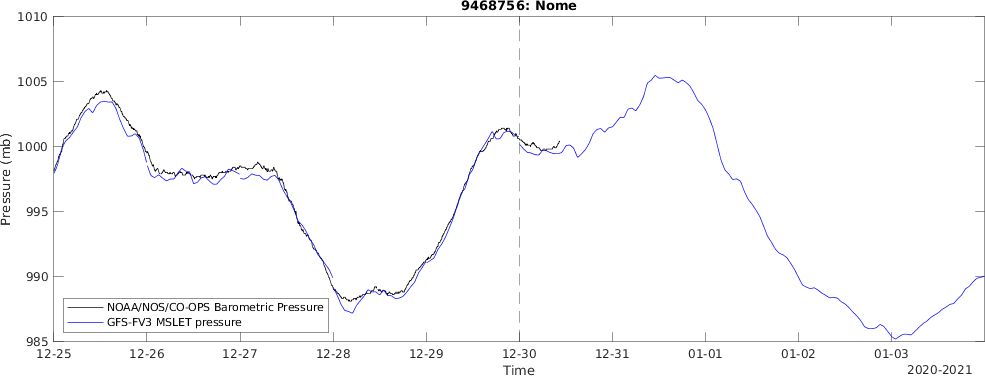 9468756: Nome
1010
1005
1000
995
990
985
Pressure (mb)
NOAA/NOS/CO-OPS Barometric Pressure
GFS-FV3 MSLET pressure
12-25 12-26 12-27 12-28 12-29 12-30 12-31 01-01 01-02 01-03
Time
2020-2021